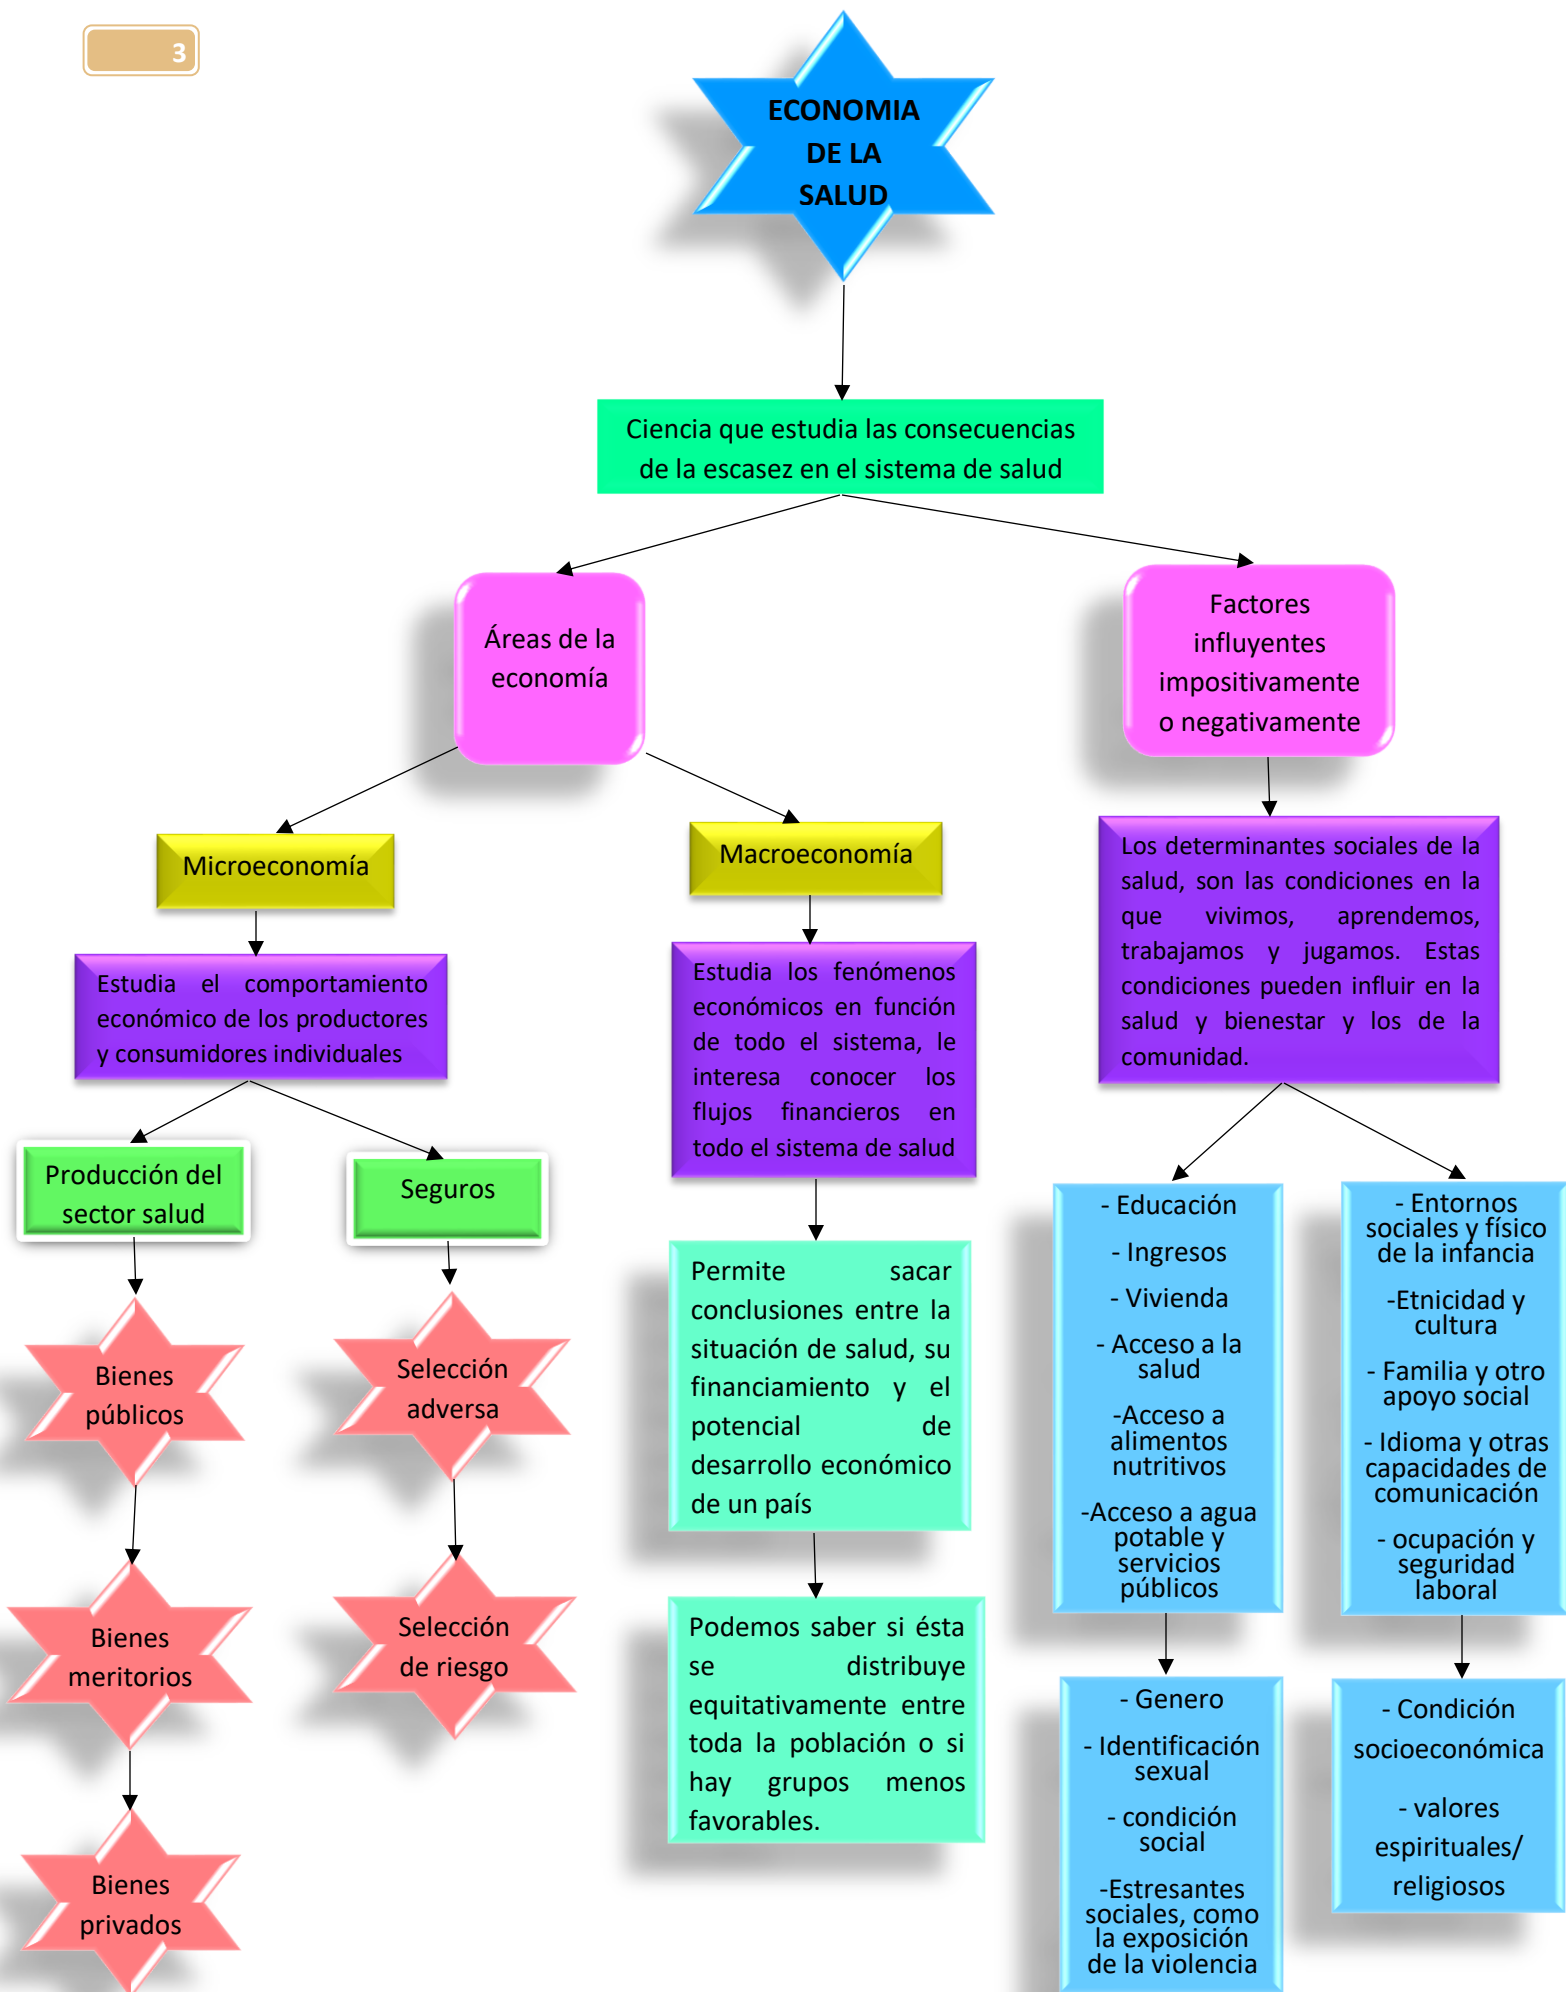 3
ECONOMIA
DE LA
SALUD
Ciencia que estudia las consecuencias
de la escasez en el sistema de salud
Áreas de la
economía
Factores
influyentes
impositivamente
o negativamente
Microeconomía
Macroeconomía
Los determinantes sociales de la
salud, son las condiciones en la
que vivimos, aprendemos,
trabajamos y jugamos. Estas
condiciones pueden influir en la
salud y bienestar y los de la
comunidad.
Estudia el comportamiento
económico de los productores
y consumidores individuales
Estudia los fenómenos
económicos en función
de todo el sistema, le
interesa conocer los
flujos financieros en
todo el sistema de salud
Producción del
sector salud
Seguros
Bienes
públicos
Bienes
meritorios
Bienes
privados
Selección
adversa
Selección
de riesgo
Permite sacar
conclusiones entre la
situación de salud, su
financiamiento y el
potencial de
desarrollo económico
de un país
Podemos saber si ésta
se distribuye
equitativamente entre
toda la población o si
hay grupos menos
favorables.
- Educación
- Ingresos
- Vivienda
- Acceso a la
salud
-Acceso a
alimentos
nutritivos
-Acceso a agua
potable y
servicios
públicos
- Genero
- Identificación
sexual
- condición
social
-Estresantes
sociales, como
la exposición
de la violencia
- Entornos
sociales y físico
de la infancia
-Etnicidad y
cultura
- Familia y otro
apoyo social
- Idioma y otras
capacidades de
comunicación
- ocupación y
seguridad
laboral
- Condición
socioeconómica
- valores
espirituales/
religiosos